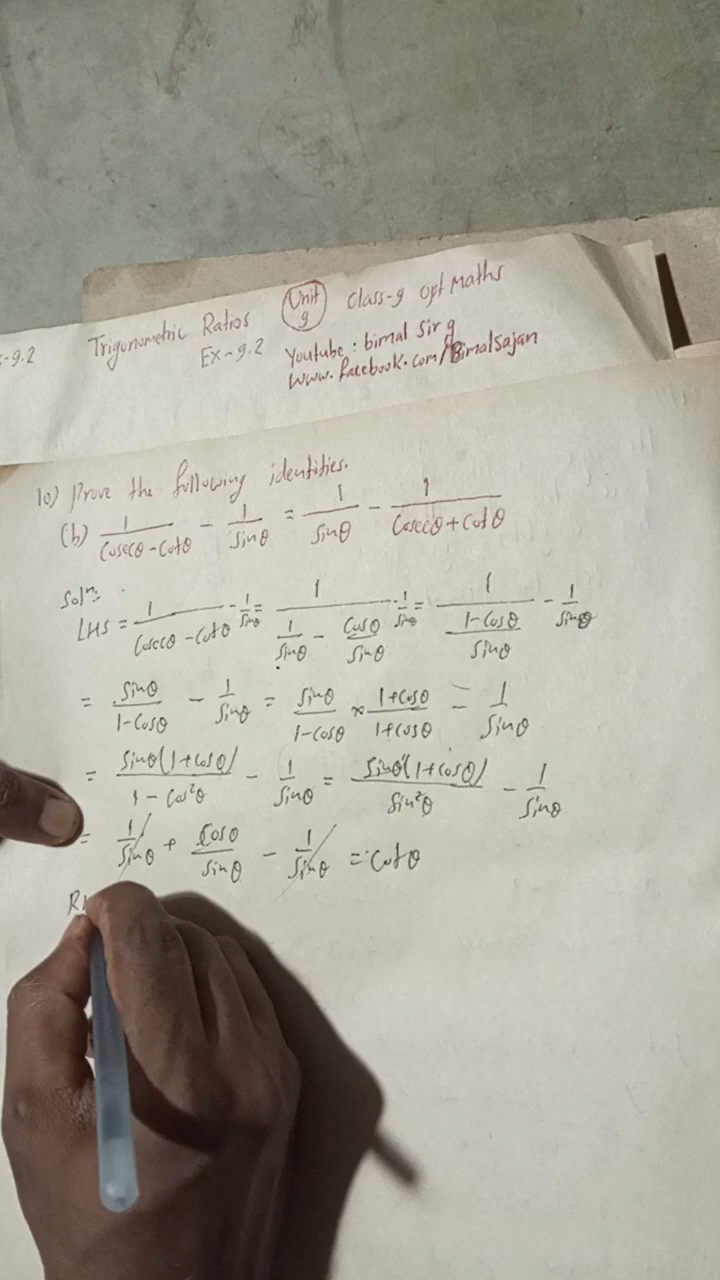 Trigonometric Ratios Unit 9 Class-9 Opt Maths
-9.2 Ex-9.2 Youtube: bimal Sir g
www.facebook.com/Bimalsajan
10) Prove the following identities.
(b) 1/(Cosecθ-Cotθ) - 1/Sinθ = 1/Sinθ - 1/(Cosecθ+Cotθ)
Solⁿ:
LHS = 1/(Cosecθ-Cotθ) - 1/Sinθ = 1/(1/Sinθ - Cosθ/Sinθ) - 1/Sinθ = 1/((1-Cosθ)/Sinθ) - 1/Sinθ
= Sinθ/(1-Cosθ) - 1/Sinθ = Sinθ/(1-Cosθ) × (1+Cosθ)/(1+Cosθ) = 1/Sinθ
= Sinθ(1+Cosθ)/(1-Cos²θ) - 1/Sinθ = Sinθ(1+Cosθ)/Sin²θ - 1/Sinθ
= 1/Sinθ + Cosθ/Sinθ - 1/Sinθ = Cotθ